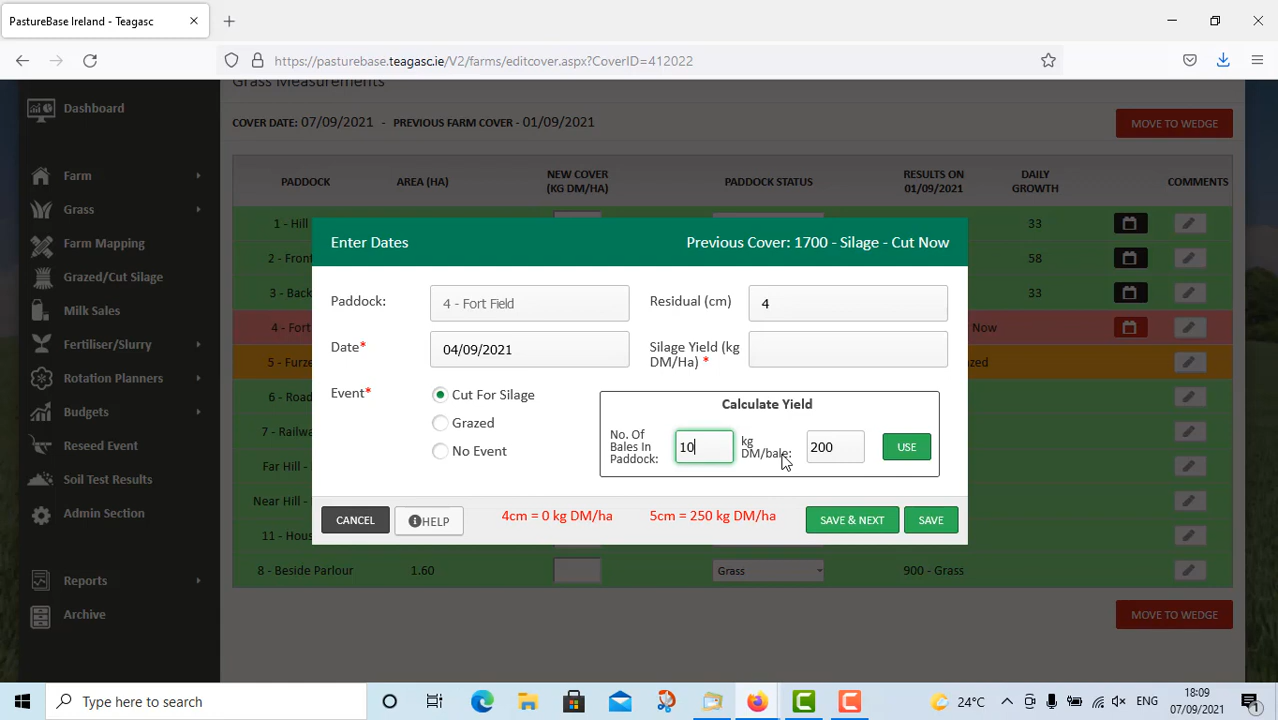 PastureBase Ireland - Teagasc
https://pasturebase.teagasc.ie/V2/farms/editcover.aspx?CoverID=412022
Grass Measurements
Dashboard
COVER DATE: 07/09/2021 - PREVIOUS FARM COVER - 01/09/2021
MOVE TO WEDGE
Farm
Grass
Farm Mapping
Grazed/Cut Silage
Milk Sales
Fertiliser/Slurry
Rotation Planners
Budgets
Reseed Event
Soil Test Results
Admin Section
Reports
Archive
PADDOCK
AREA (HA)
NEW COVER
(KG DM/HA)
PADDOCK STATUS
RESULTS ON
01/09/2021
DAILY
GROWTH
COMMENTS
1 - Hill
33
2 - Front
58
3 - Back
33
4 - Fort
Now
5 - Furze
zed
6 - Road
7 - Railwa
Far Hill -
Near Hill -
11 - Hous
8 - Beside Parlour
1.60
Grass
900 - Grass
MOVE TO WEDGE
Enter Dates
Previous Cover: 1700 - Silage - Cut Now
Paddock:
4 - Fort Field
Residual (cm)
4
Date*
04/09/2021
Silage Yield (kg
DM/Ha) *
Event*
Cut For Silage
Grazed
No Event
Calculate Yield
No. Of
Bales In
Paddock:
10
kg
DM/bale:
200
USE
CANCEL
HELP
4cm = 0 kg DM/ha
5cm = 250 kg DM/ha
SAVE & NEXT
SAVE
Type here to search
24°C
18:09
07/09/2021